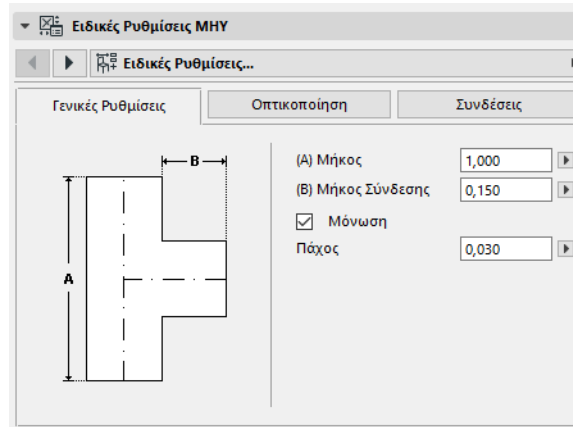 Ειδικές Ρυθμίσεις ΜΗΥ
Ειδικές Ρυθμίσεις...
Γενικές Ρυθμίσεις Οπτικοποίηση Συνδέσεις
B
A
(A) Μήκος 1,000
(B) Μήκος Σύνδεσης 0,150
Μόνωση
Πάχος 0,030